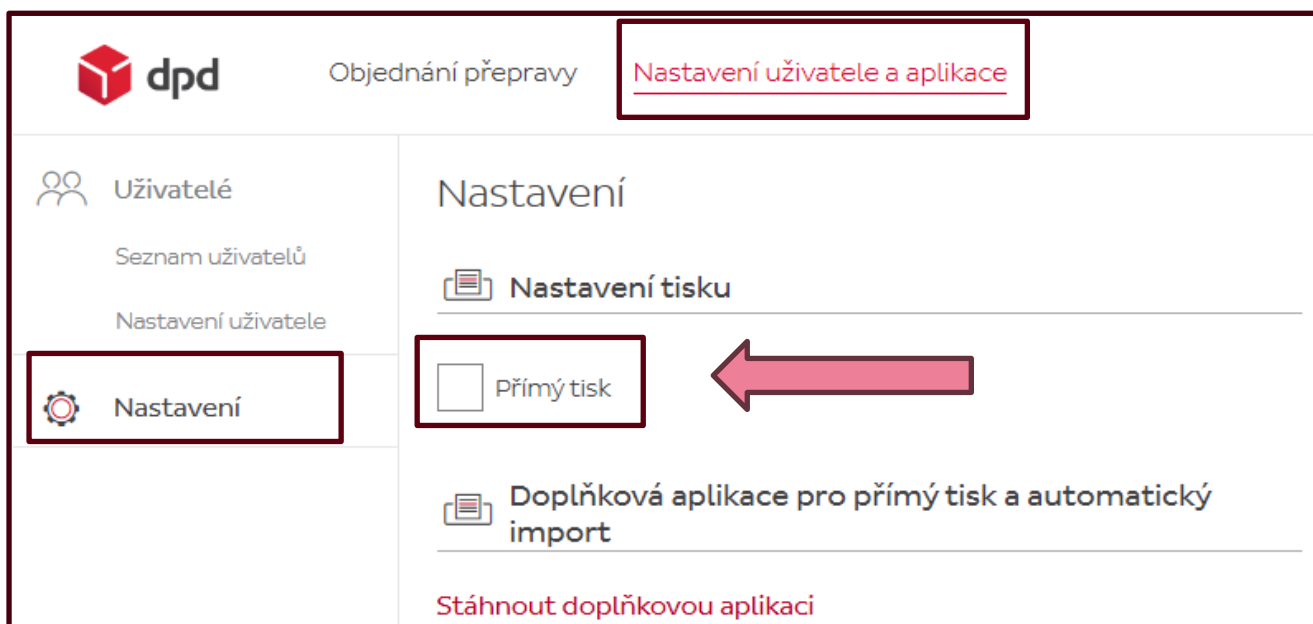 dpd
Objednání přepravy
Nastavení uživatele a aplikace
Uživatelé
Seznam uživatelů
Nastavení uživatele
Nastavení
Nastavení
Nastavení tisku
Přímý tisk
Doplňková aplikace pro přímý tisk a automatický
import
Stáhnout doplňkovou aplikaci